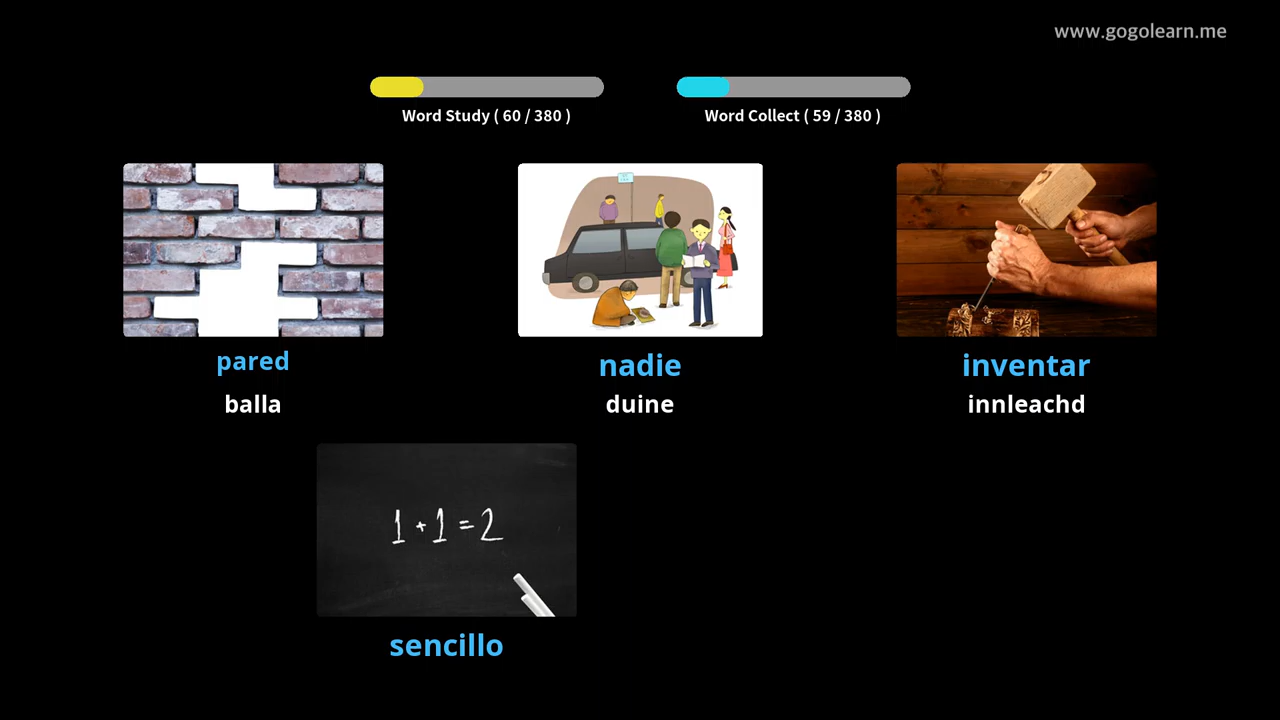 www.gogolearn.me
Word Study ( 60 / 380 )
Word Collect ( 59 / 380 )
pared
nadie
inventar
balla
duine
innleachd
1 + 1 = 2
sencillo